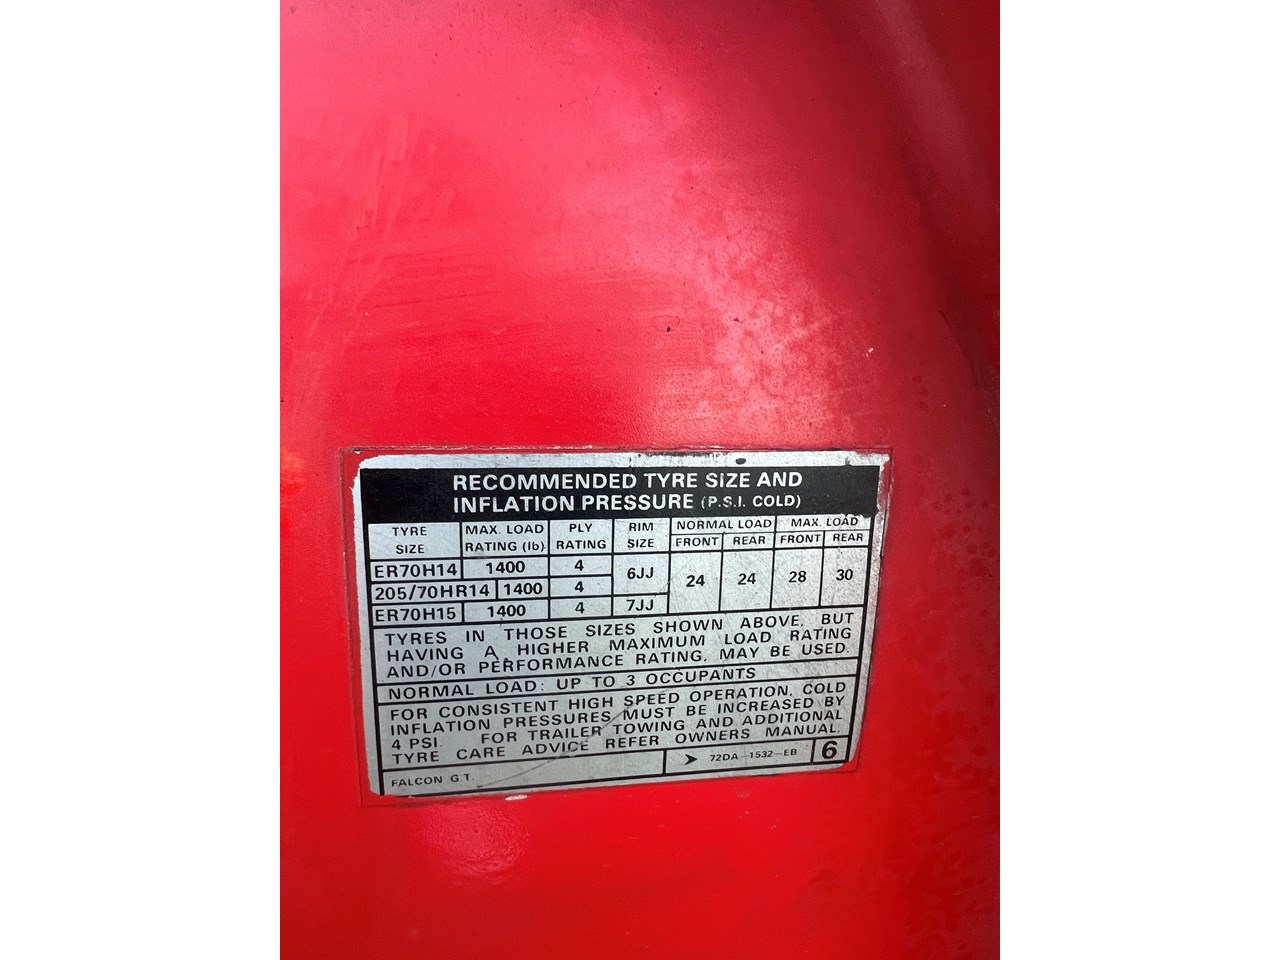 RECOMMENDED TYRE SIZE AND
INFLATION PRESSURE (P.S.I. COLD)
TYRE SIZE MAX. LOAD RATING (lb) PLY RATING RIM SIZE NORMAL LOAD MAX. LOAD
FRONT REAR FRONT REAR
ER70H14 1400 4 6JJ 24 24 28 30
205/70HR14 1400 4
ER70H15 1400 4 7JJ
TYRES IN THOSE SIZES SHOWN ABOVE, BUT
HAVING A HIGHER MAXIMUM LOAD RATING
AND/OR PERFORMANCE RATING, MAY BE USED.
NORMAL LOAD: UP TO 3 OCCUPANTS
FOR CONSISTENT HIGH SPEED OPERATION, COLD
INFLATION PRESSURES MUST BE INCREASED BY
4 PSI. FOR TRAILER TOWING AND ADDITIONAL
TYRE CARE ADVICE REFER OWNERS MANUAL.
FALCON G.T. 72DA-1532-EB 6